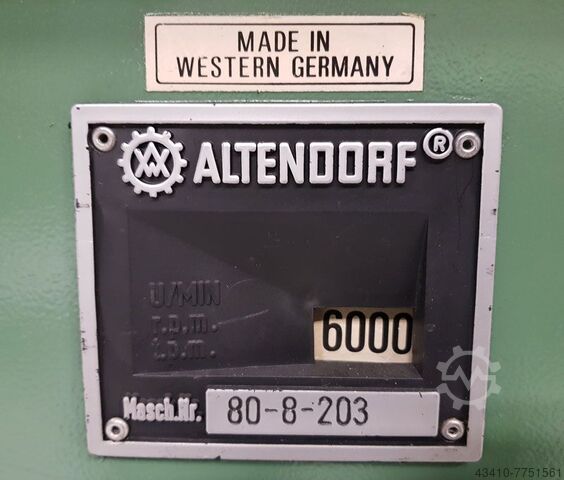 MADE IN
WESTERN GERMANY
ALTENDORF®
U/MIN
r.p.m.
t.p.m.
6000
Masch.Nr. 80-8-203
43410-7751561